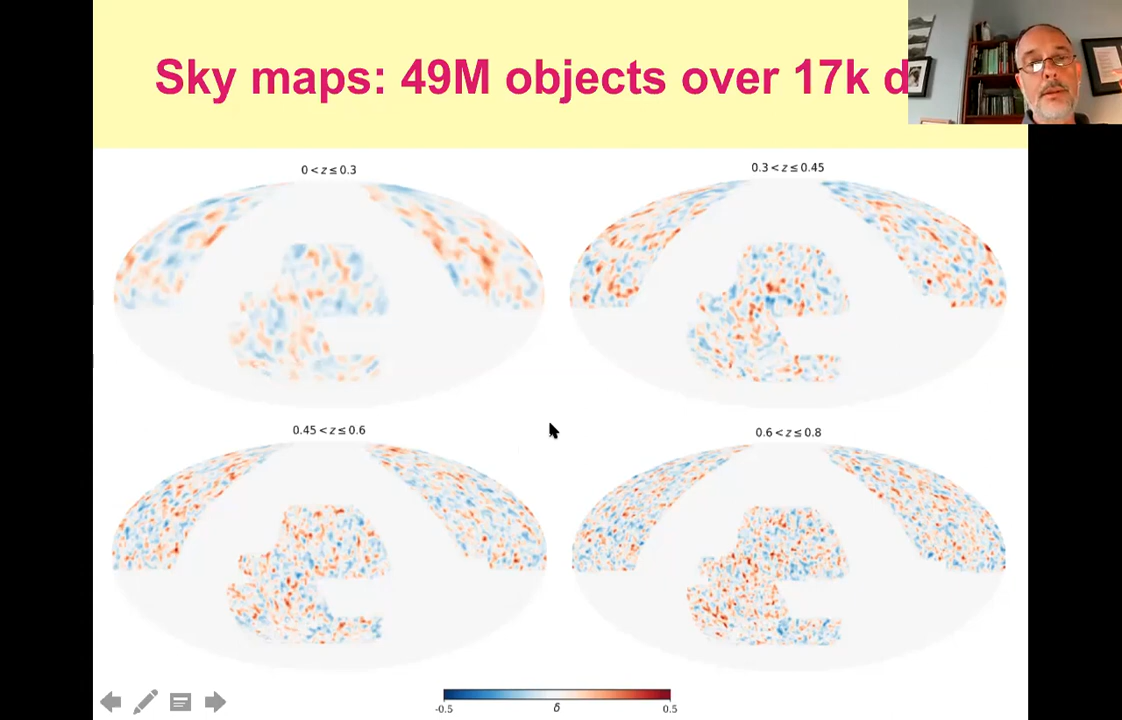 Sky maps: 49M objects over 17k d
0 < z ≤ 0.3
0.3 < z ≤ 0.45
0.45 < z ≤ 0.6
0.6 < z ≤ 0.8
-0.5
δ
0.5